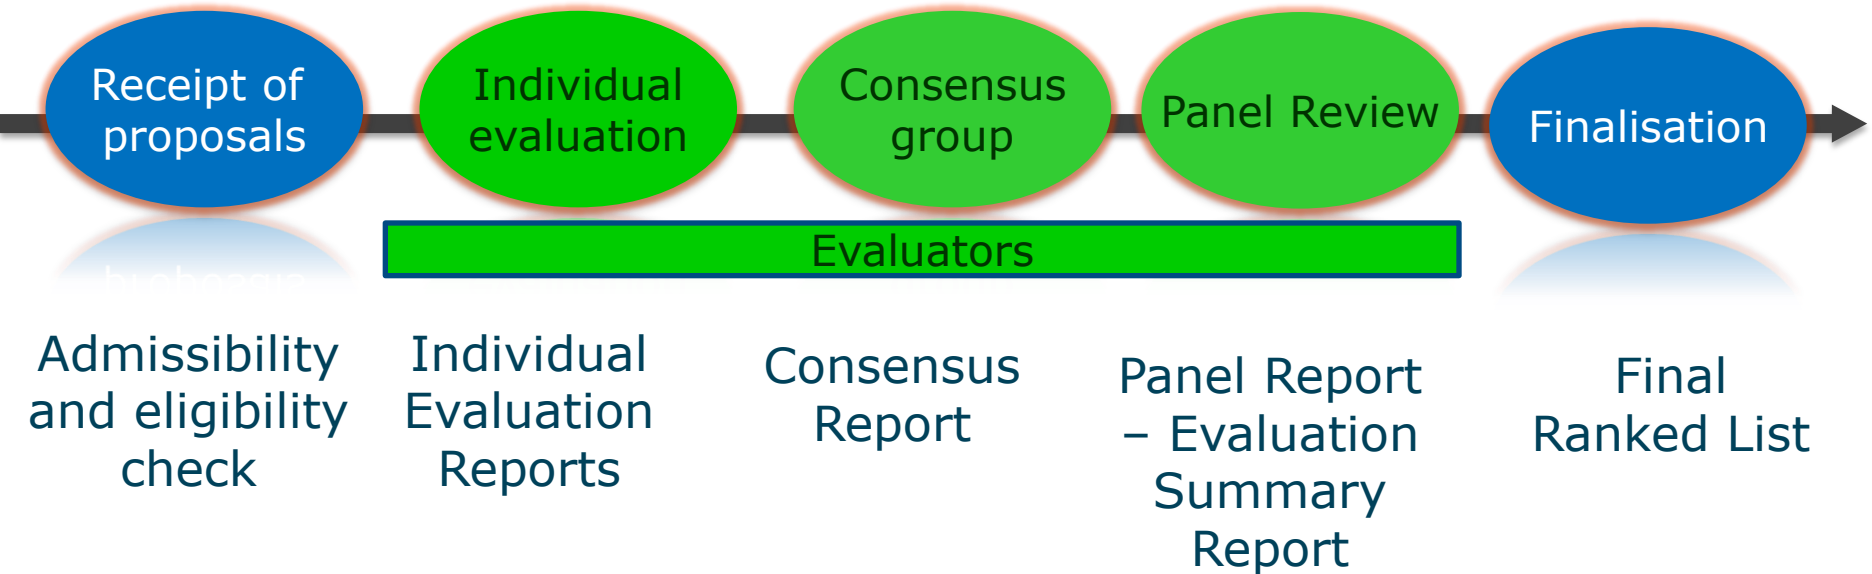 Receipt of
proposals
Individual
evaluation
Consensus
group
Panel Review
Finalisation
Evaluators
Admissibility
and eligibility
check
Individual
Evaluation
Reports
Consensus
Report
Panel Report
– Evaluation
Summary
Report
Final
Ranked List